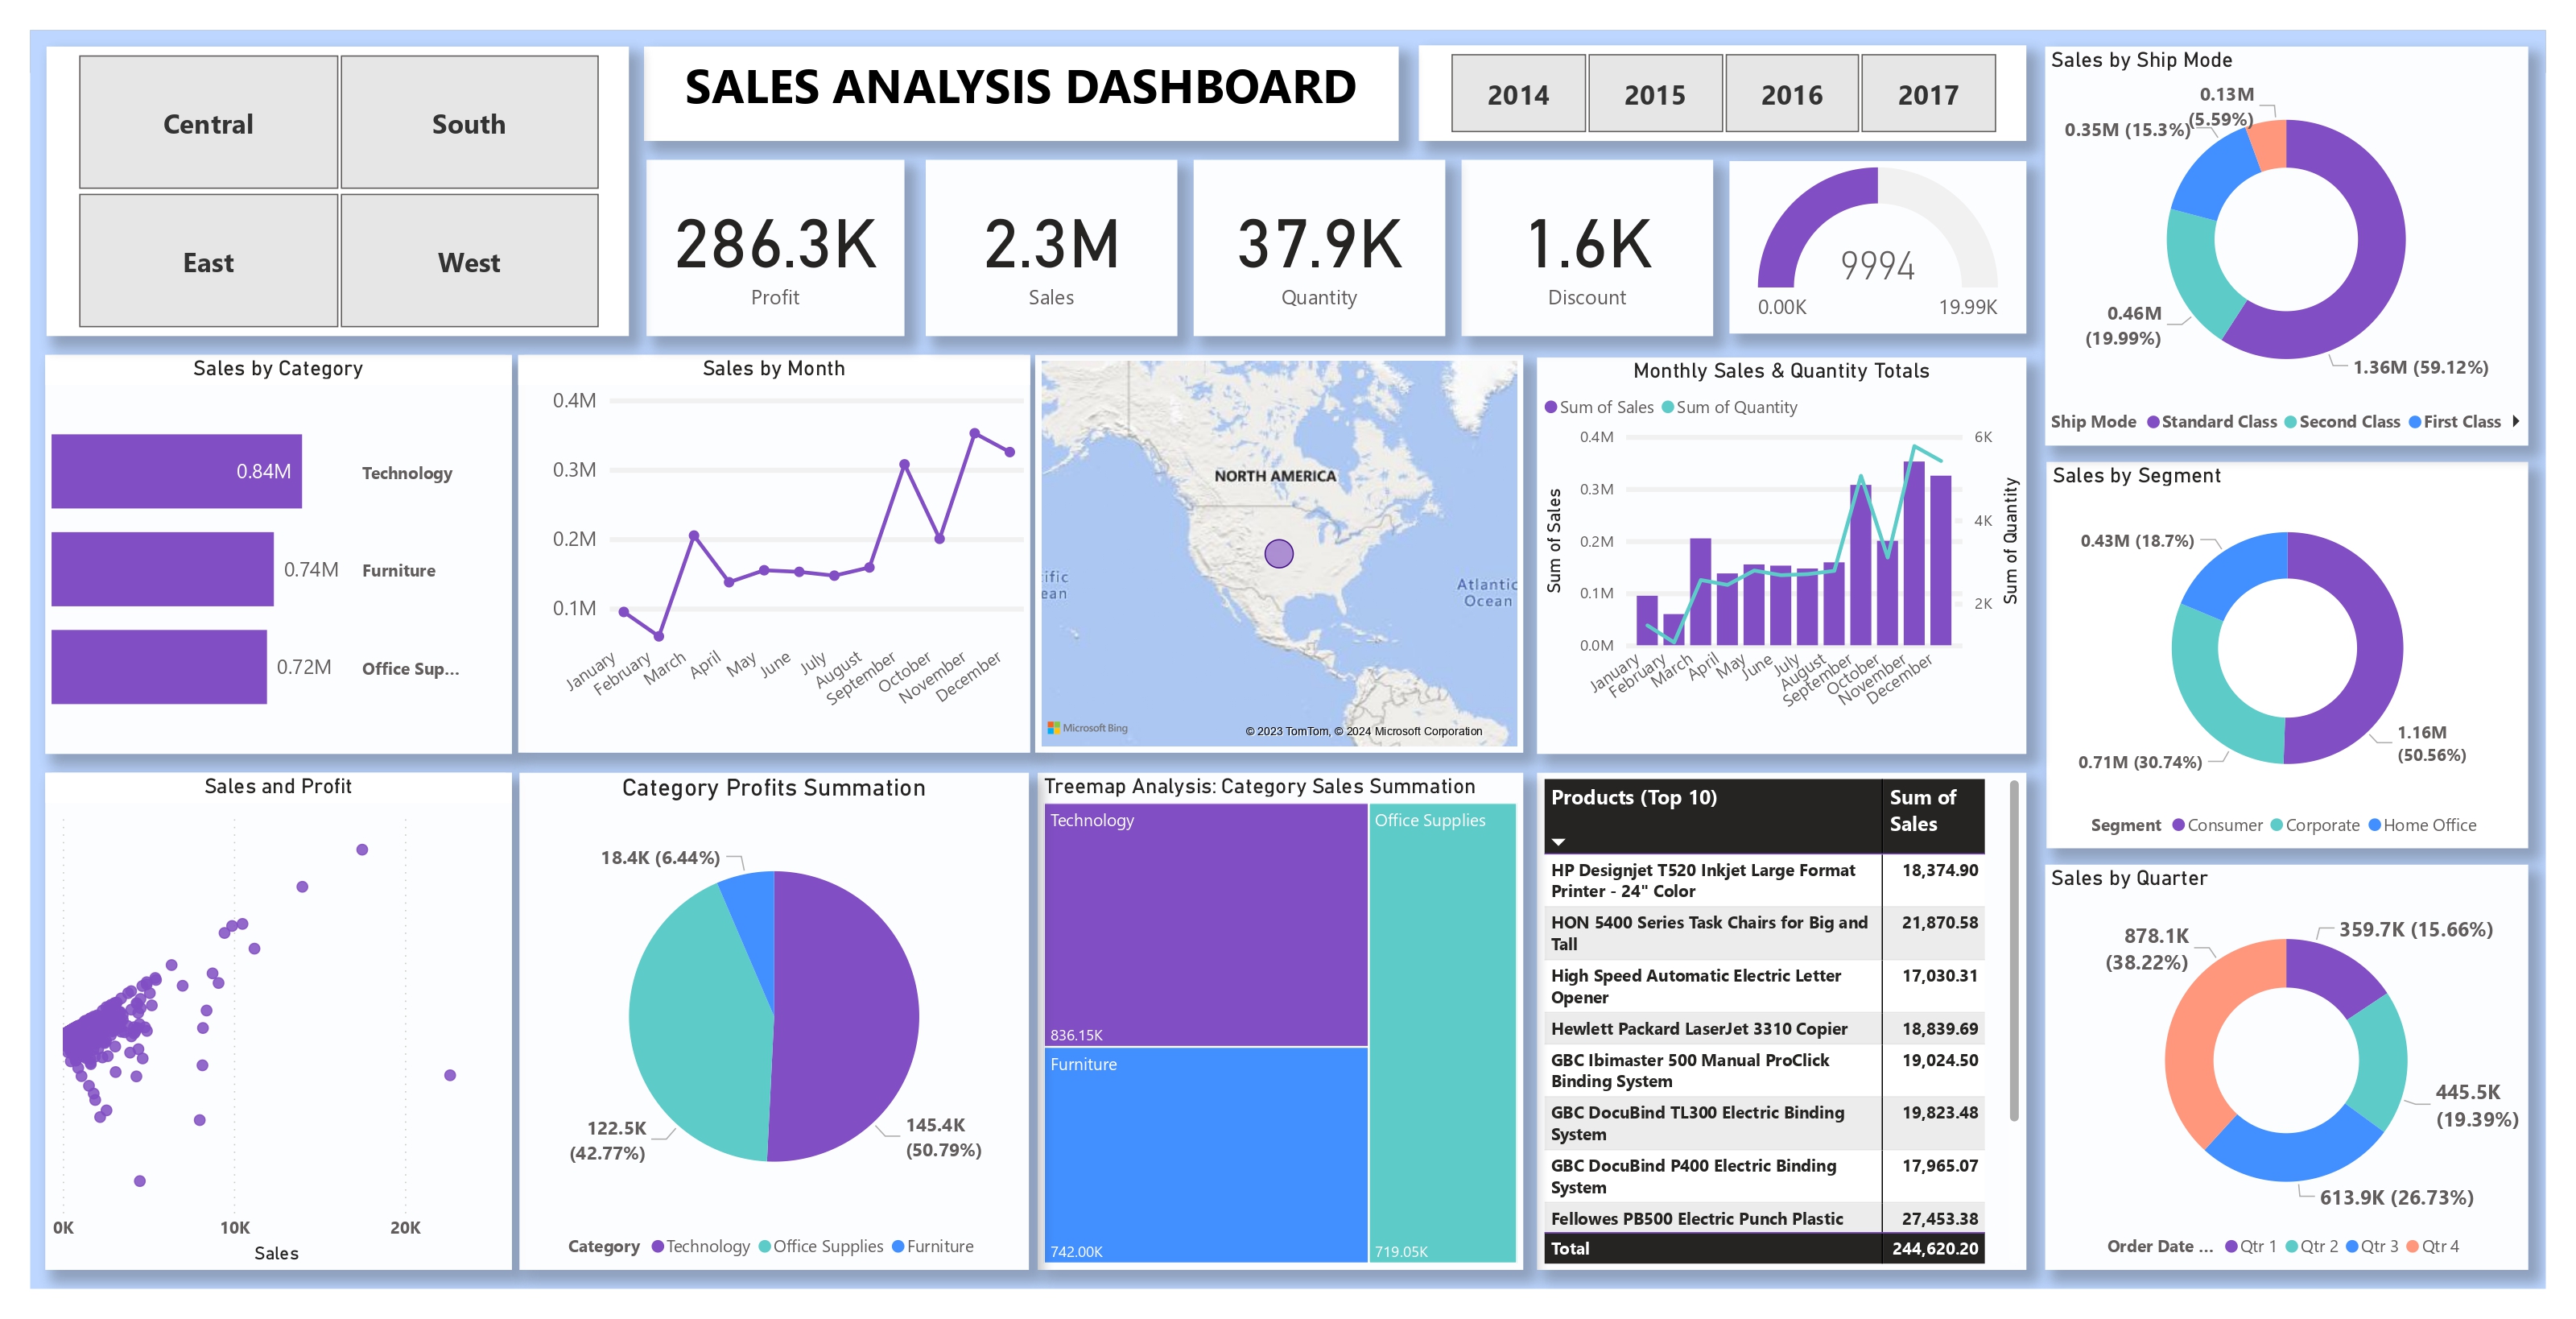 Central
South
East
West
SALES ANALYSIS DASHBOARD
2014
2015
2016
2017
286.3K
Profit
2.3M
Sales
37.9K
Quantity
1.6K
Discount
9994
0.00K
19.99K
Sales by Ship Mode
0.13M
(5.59%)
0.35M (15.3%)
0.46M
(19.99%)
1.36M (59.12%)
Ship Mode
Standard Class
Second Class
First Class
Sales by Category
0.84M
Technology
0.74M
Furniture
0.72M
Office Sup...
Sales by Month
0.4M
0.3M
0.2M
0.1M
January
February
March
April
May
June
July
August
September
October
November
December
NORTH AMERICA
ific
ean
Atlantic
Ocean
Microsoft Bing
© 2023 TomTom, © 2024 Microsoft Corporation
Monthly Sales & Quantity Totals
Sum of Sales
Sum of Quantity
0.4M
0.3M
0.2M
0.1M
0.0M
6K
4K
2K
Sum of Sales
Sum of Quantity
January
February
March
April
May
June
July
August
September
October
November
December
Sales by Segment
0.43M (18.7%)
0.71M (30.74%)
1.16M
(50.56%)
Segment
Consumer
Corporate
Home Office
Sales and Profit
0K
10K
20K
Sales
Category Profits Summation
18.4K (6.44%)
122.5K
(42.77%)
145.4K
(50.79%)
Category
Technology
Office Supplies
Furniture
Treemap Analysis: Category Sales Summation
Technology
836.15K
Furniture
742.00K
Office Supplies
719.05K
Products (Top 10)
Sum of
Sales
HP Designjet T520 Inkjet Large Format 18,374.90
Printer - 24" Color
HON 5400 Series Task Chairs for Big and 21,870.58
Tall
High Speed Automatic Electric Letter 17,030.31
Opener
Hewlett Packard LaserJet 3310 Copier 18,839.69
GBC Ibimaster 500 Manual ProClick 19,024.50
Binding System
GBC DocuBind TL300 Electric Binding 19,823.48
System
GBC DocuBind P400 Electric Binding 17,965.07
System
Fellowes PB500 Electric Punch Plastic 27,453.38
Total 244,620.20
Sales by Quarter
878.1K
(38.22%)
359.7K (15.66%)
445.5K
(19.39%)
613.9K (26.73%)
Order Date ...
Qtr 1
Qtr 2
Qtr 3
Qtr 4